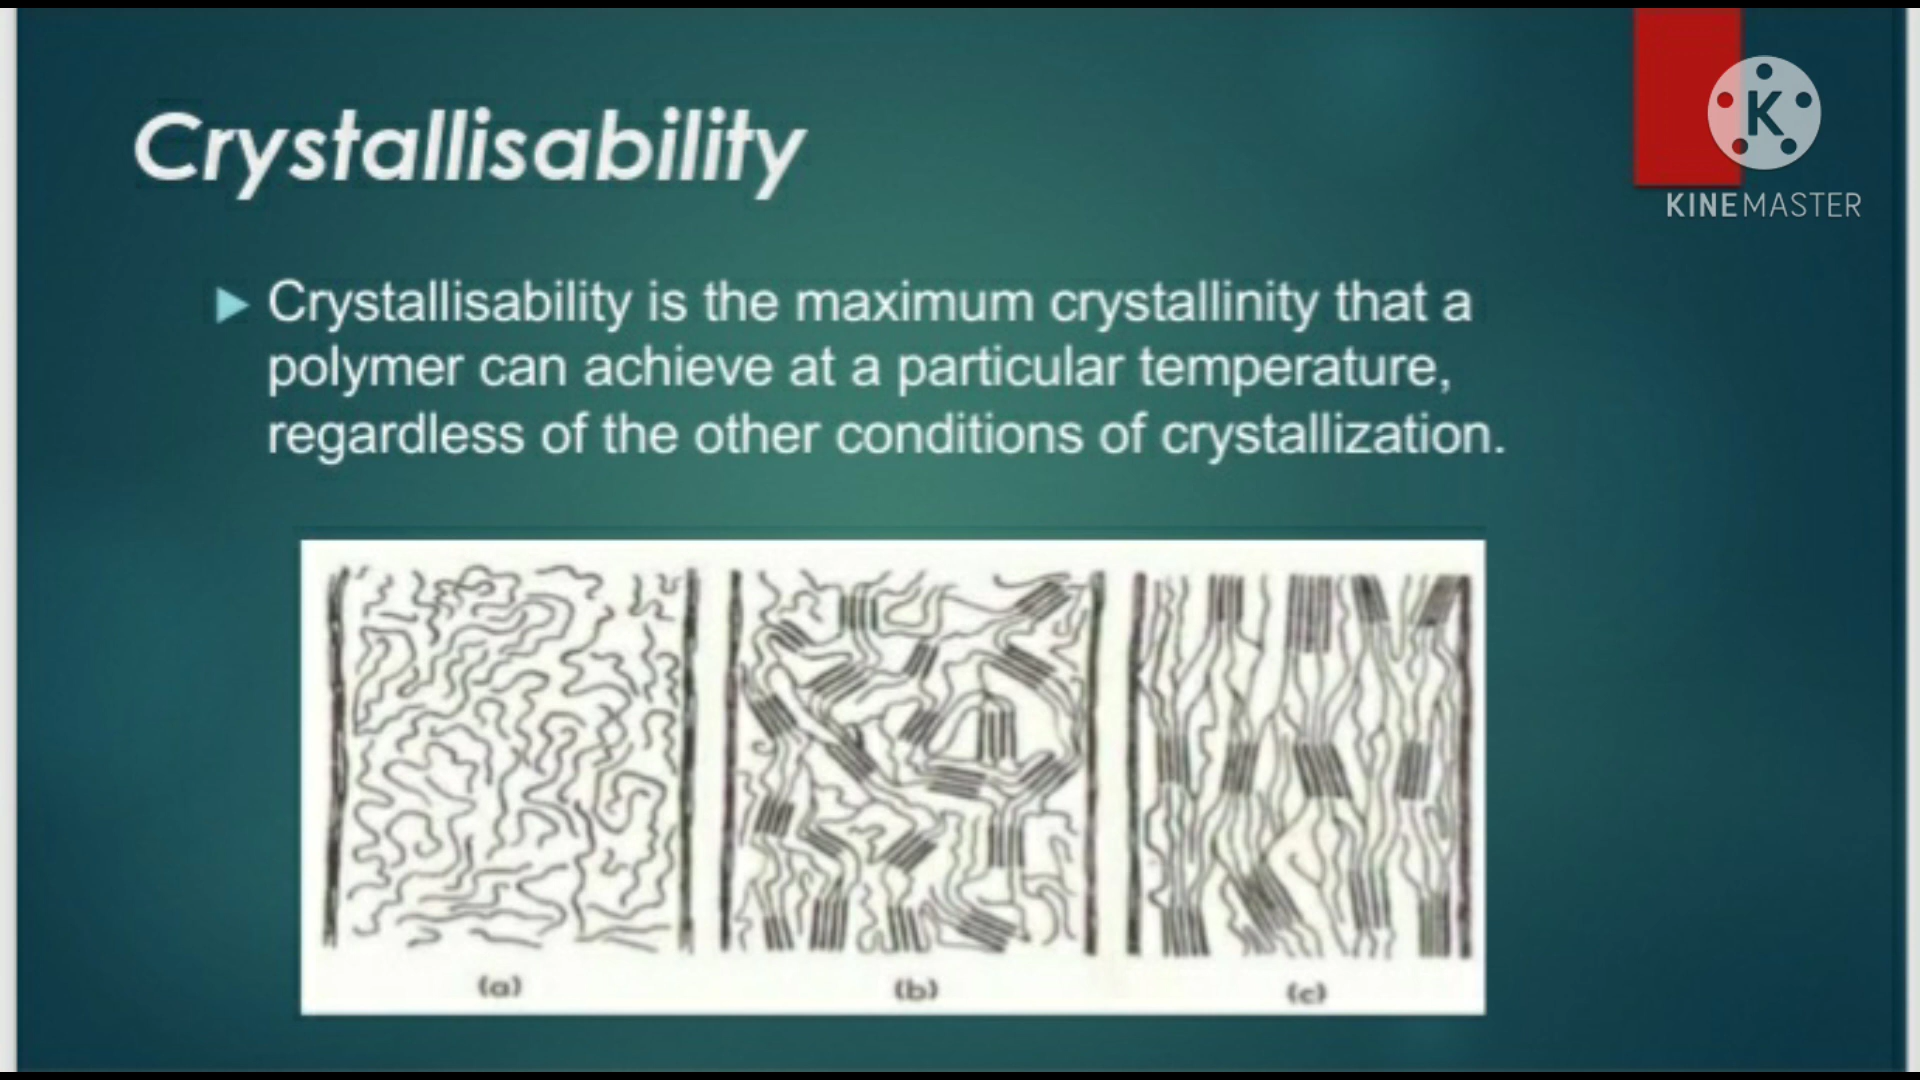 Crystallisability
K
KINEMASTER
Crystallisability is the maximum crystallinity that a
polymer can achieve at a particular temperature,
regardless of the other conditions of crystallization.
(a)
(b)
(c)